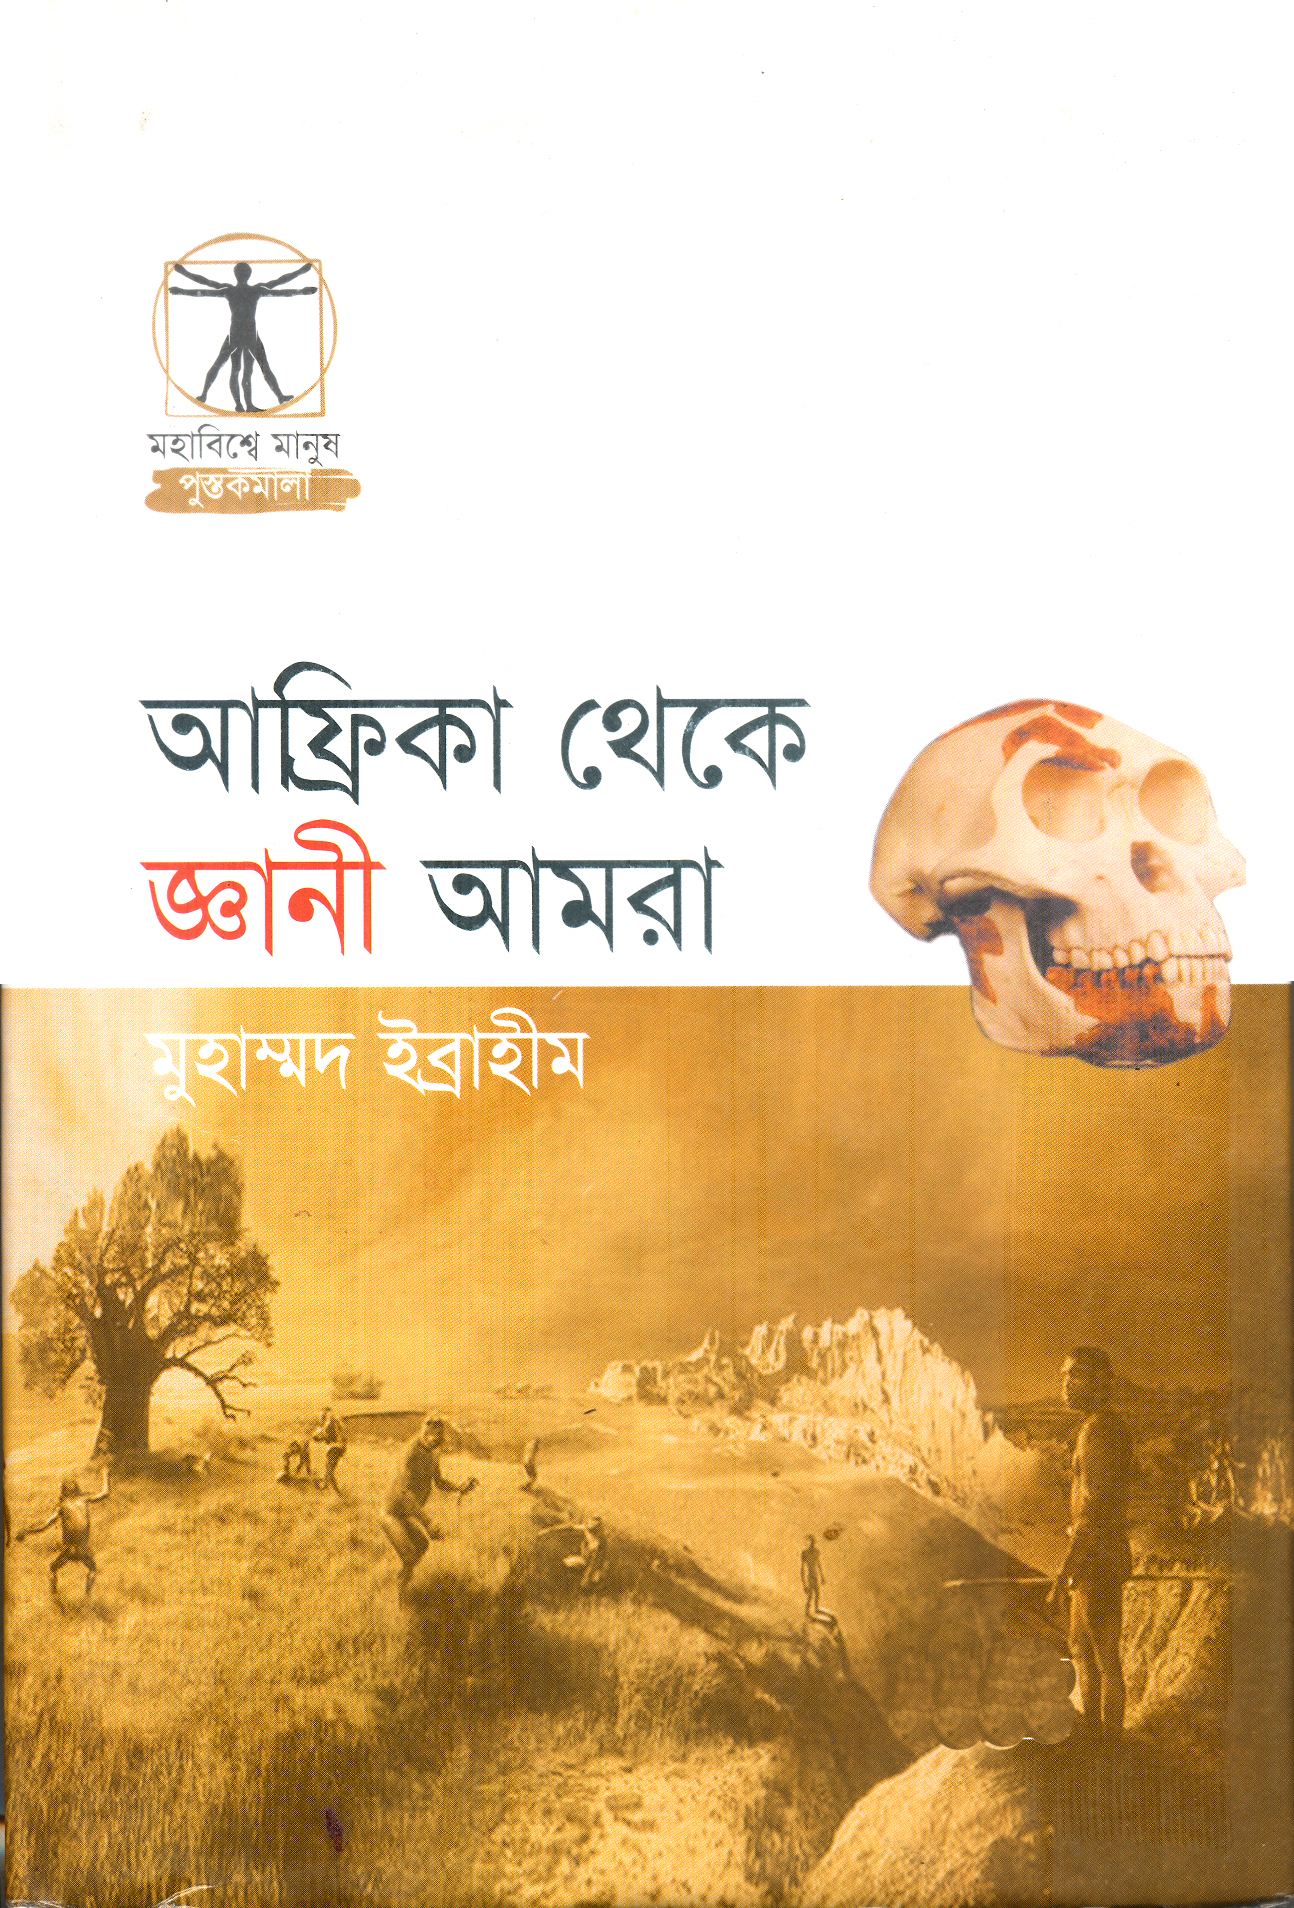 মহাবিশ্বে মানুষ
পুস্তকমালা
আফ্রিকা থেকে
জ্ঞানী আমরা
মুহাম্মদ ইব্রাহীম